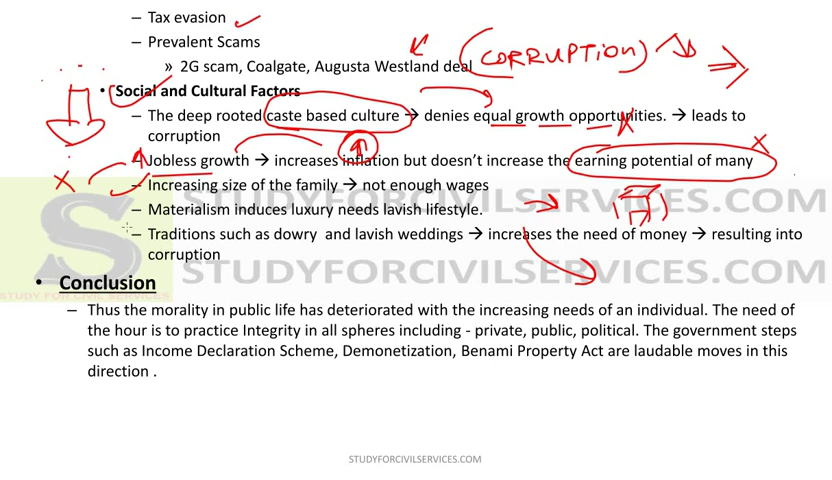 – Tax evasion
– Prevalent Scams
» 2G scam, Coalgate, Augusta Westland deal
(CORRUPTION)
• Social and Cultural Factors
– The deep rooted caste based culture → denies equal growth opportunities. → leads to
corruption
– Jobless growth → increases inflation but doesn't increase the earning potential of many
– Increasing size of the family → not enough wages
STUDYFORCIVILSERVICES.COM
– Materialism induces luxury needs lavish lifestyle.
– Traditions such as dowry and lavish weddings → increases the need of money → resulting into
corruption
STUDYFORCIVILSERVICES.COM
• Conclusion
STUDY FOR CIVIL SERVICES
– Thus the morality in public life has deteriorated with the increasing needs of an individual. The need of
the hour is to practice Integrity in all spheres including - private, public, political. The government steps
such as Income Declaration Scheme, Demonetization, Benami Property Act are laudable moves in this
direction .
STUDYFORCIVILSERVICES.COM